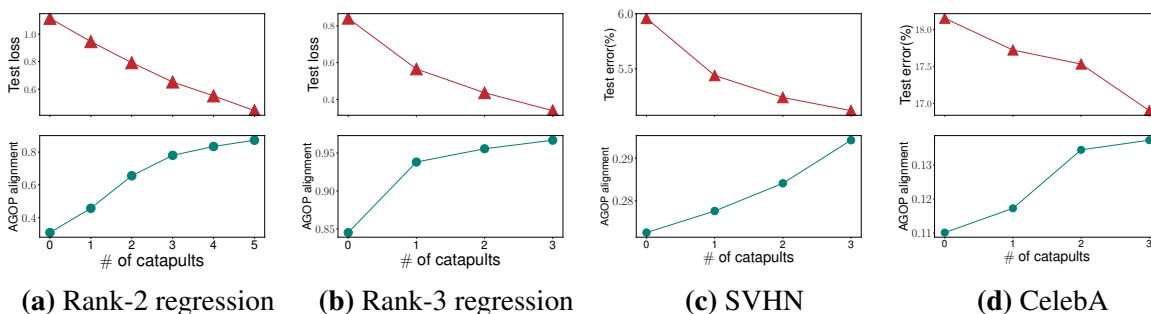 Test loss
1.0
0.8
0.6
AGOP alignment
0.8
0.6
0.4
0 1 2 3 4 5
# of catapults
(a) Rank-2 regression
Test loss
0.8
0.6
0.4
AGOP alignment
0.95
0.90
0.85
0 1 2 3
# of catapults
(b) Rank-3 regression
Test error(%)
6.0
5.5
AGOP alignment
0.29
0.28
0 1 2 3
# of catapults
(c) SVHN
Test error(%)
18.0
17.5
17.0
AGOP alignment
0.13
0.12
0.11
0 1 2 3
# of catapults
(d) CelebA